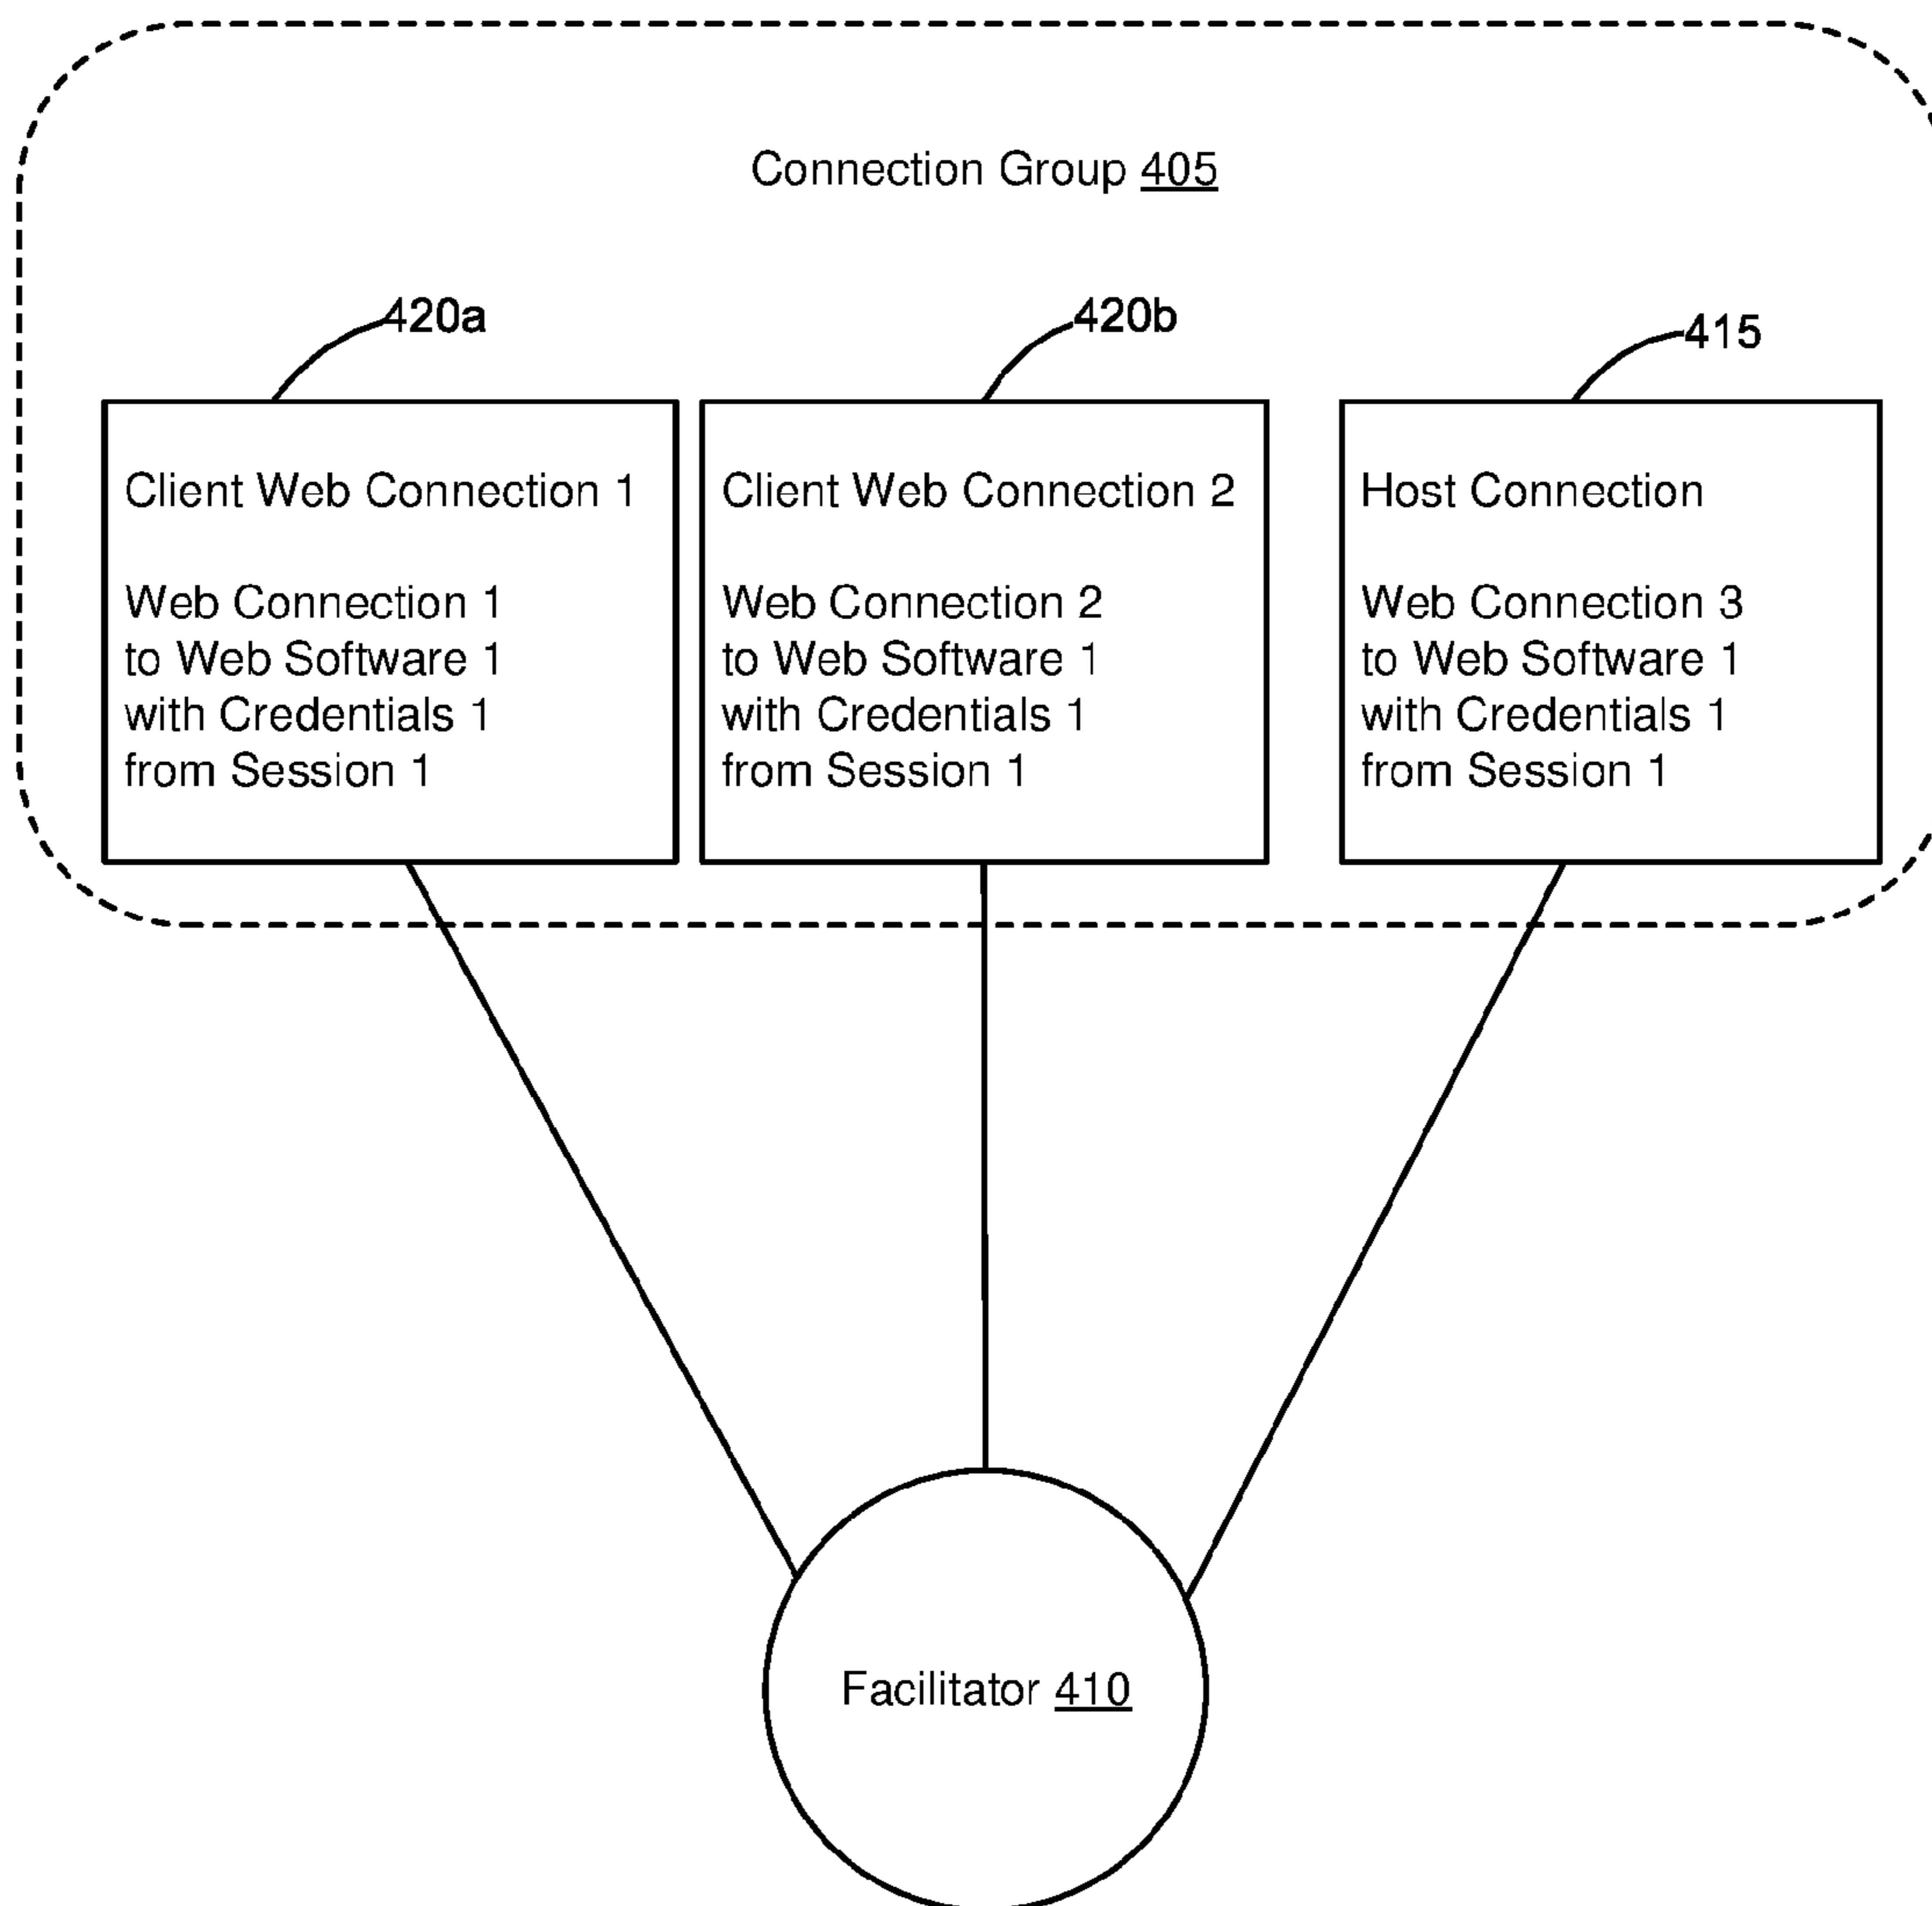 Connection Group 405
420a
420b
415
Client Web Connection 1
Web Connection 1
to Web Software 1
with Credentials 1
from Session 1
Client Web Connection 2
Web Connection 2
to Web Software 1
with Credentials 1
from Session 1
Host Connection
Web Connection 3
to Web Software 1
with Credentials 1
from Session 1
Facilitator 410